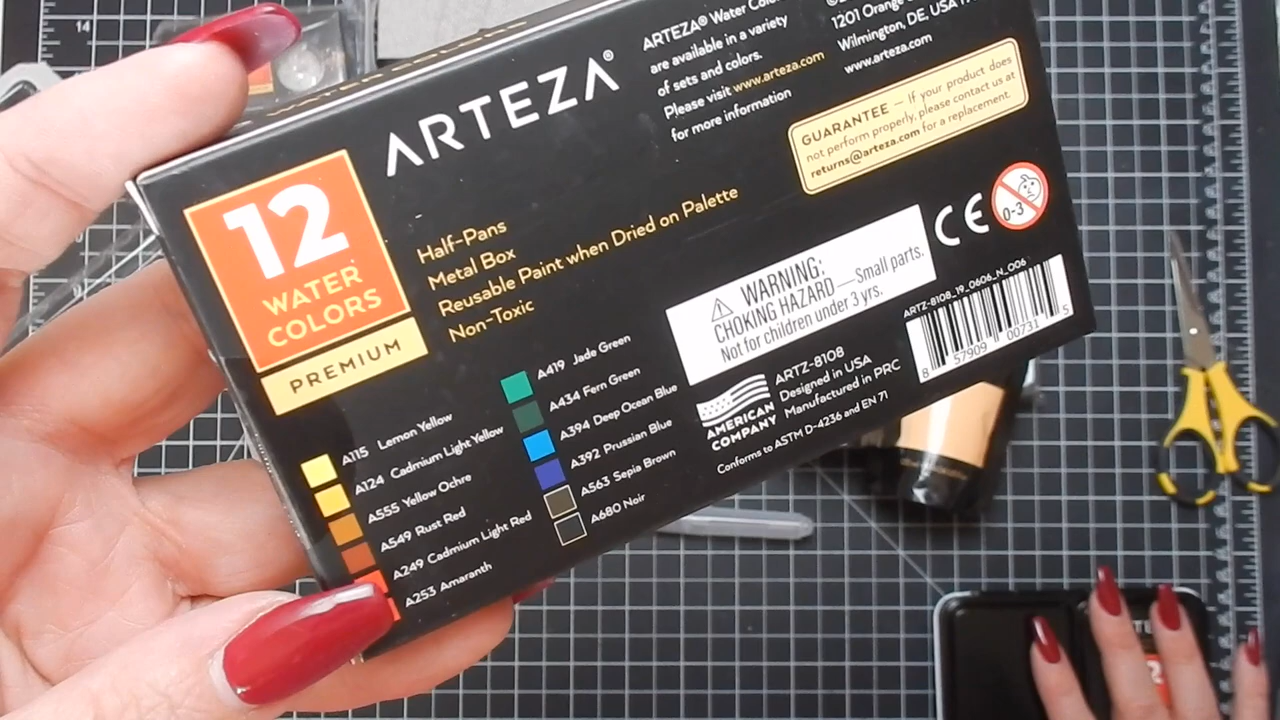 ARTEZA®
ARTEZA® Water Color
are available in a variety
of sets and colors.
Please visit www.arteza.com
for more information
1201 Orange
Wilmington, DE, USA
www.arteza.com
GUARANTEE — If your product does
not perform properly, please contact us at
returns@arteza.com for a replacement.
12
WATER
COLORS
PREMIUM
Half-Pans
Metal Box
Reusable Paint when Dried on Palette
Non-Toxic
CE
0-3
WARNING:
CHOKING HAZARD — Small parts.
Not for children under 3 yrs.
ARTZ-8108_19_0606_N_006
8 57909 00731 5
A115 Lemon Yellow
A124 Cadmium Light Yellow
A555 Yellow Ochre
A549 Rust Red
A249 Cadmium Light Red
A253 Amaranth
A419 Jade Green
A434 Fern Green
A394 Deep Ocean Blue
A392 Prussian Blue
A563 Sepia Brown
A680 Noir
AMERICAN
COMPANY
ARTZ-8108
Designed in USA
Manufactured in PRC
Conforms to ASTM D-4236 and EN 71
14